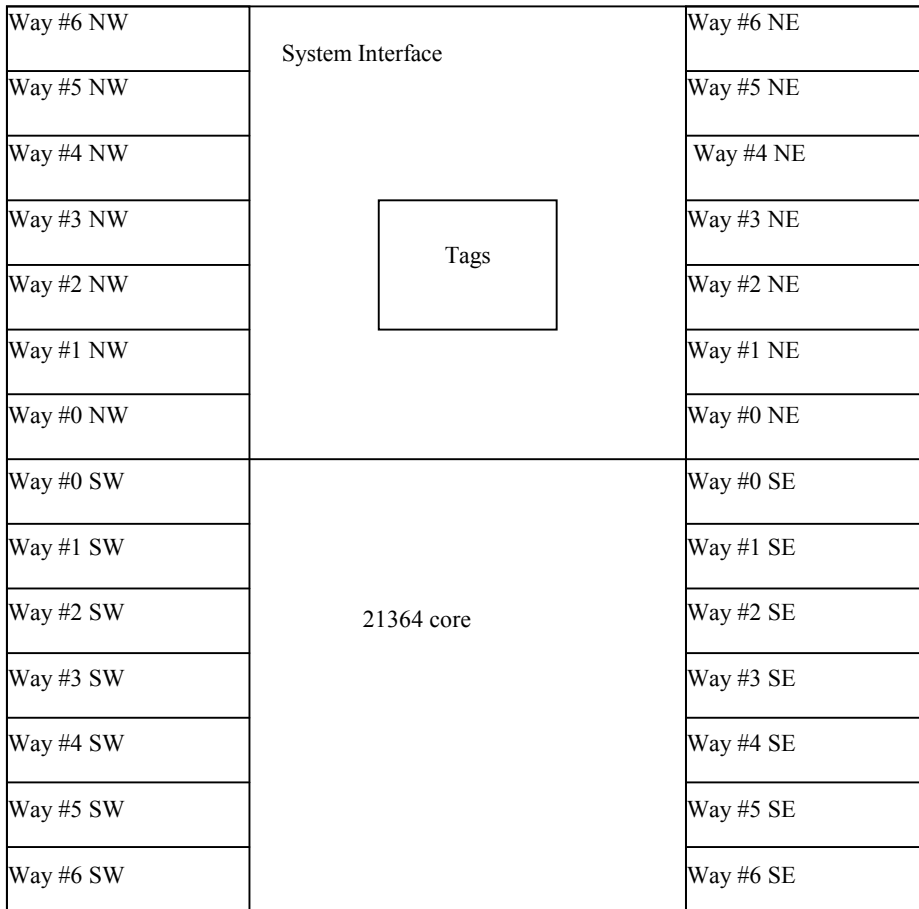 Way #6 NW
System Interface
Way #6 NE
Way #5 NW
Way #5 NE
Way #4 NW
Way #4 NE
Way #3 NW
Way #3 NE
Tags
Way #2 NW
Way #2 NE
Way #1 NW
Way #1 NE
Way #0 NW
Way #0 NE
Way #0 SW
Way #0 SE
Way #1 SW
Way #1 SE
Way #2 SW
21364 core
Way #2 SE
Way #3 SW
Way #3 SE
Way #4 SW
Way #4 SE
Way #5 SW
Way #5 SE
Way #6 SW
Way #6 SE